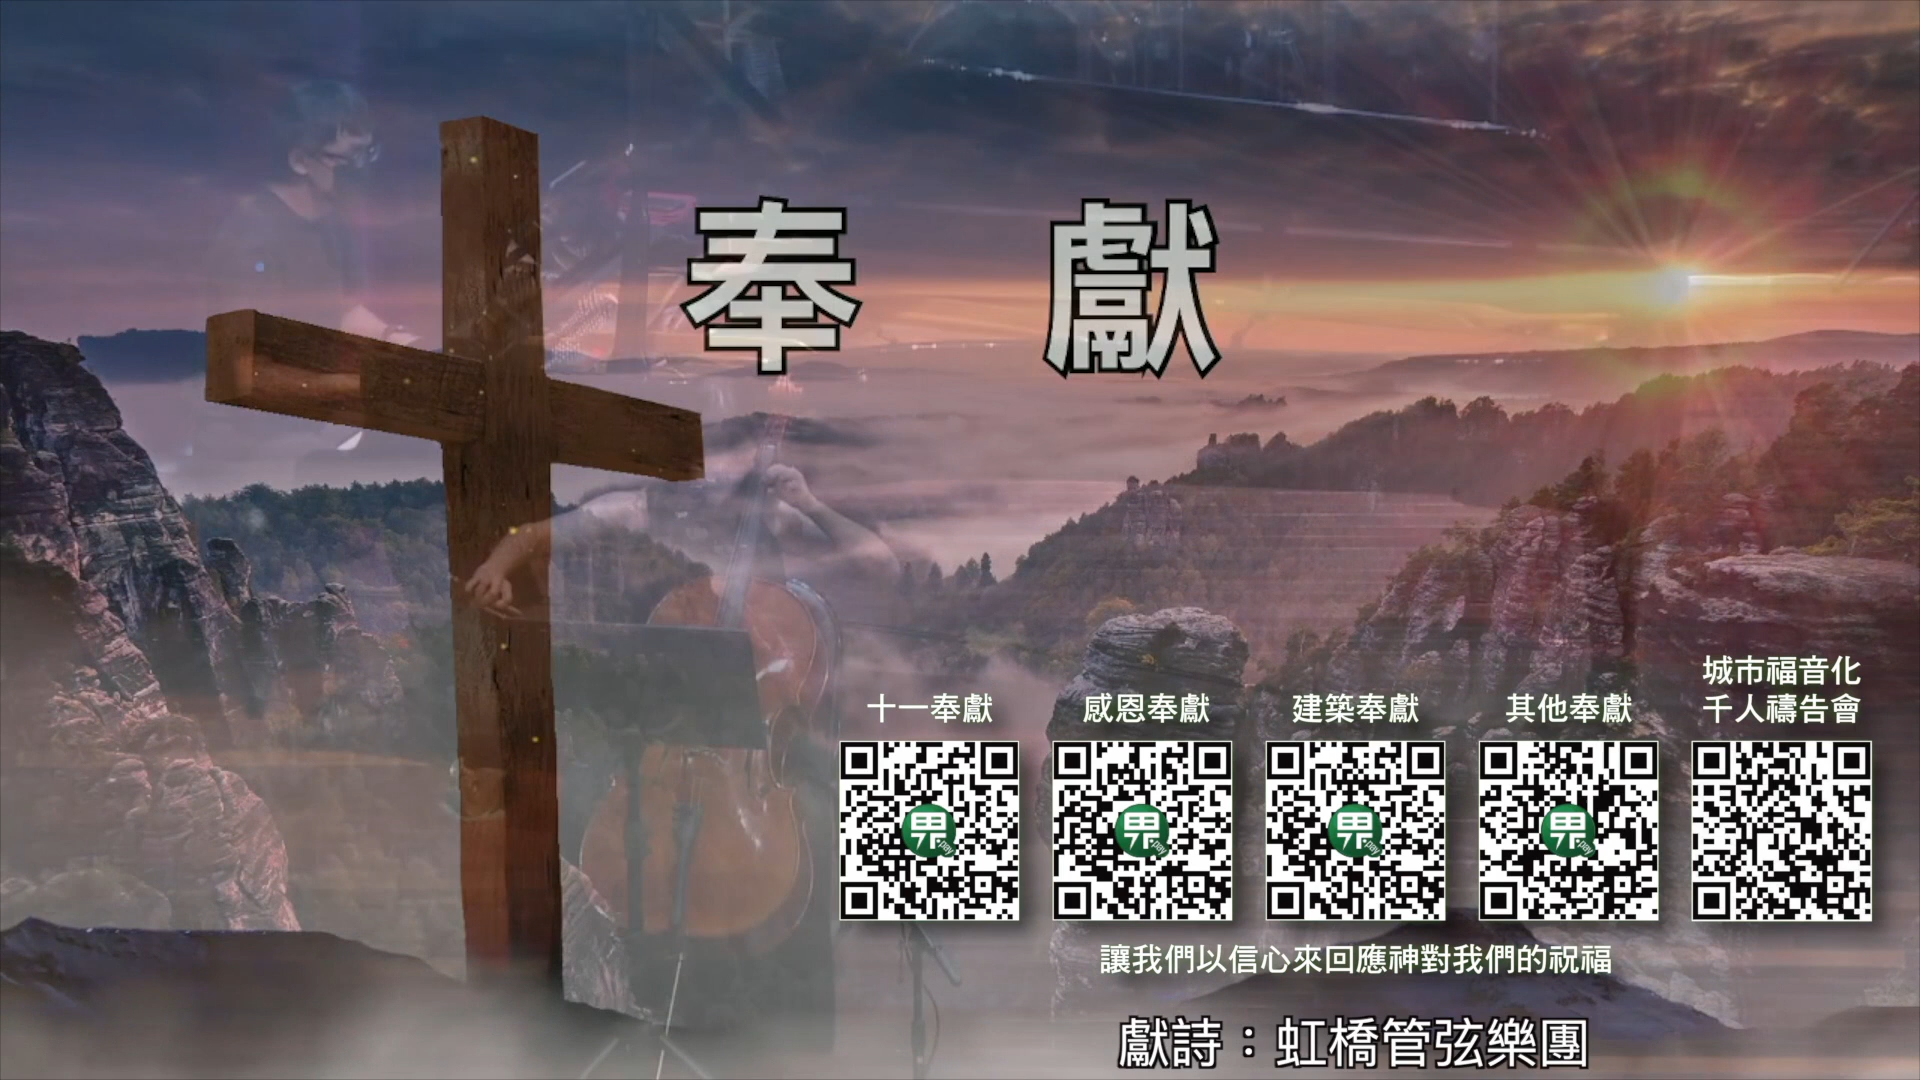 奉 獻
十一奉獻
感恩奉獻
建築奉獻
其他奉獻
城市福音化
千人禱告會
讓我們以信心來回應神對我們的祝福
獻詩：虹橋管弦樂團